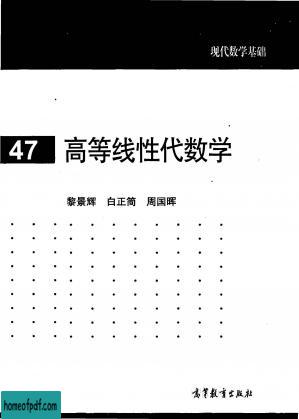 现代数学基础
47 高等线性代数学
黎景辉 白正简 周国晖
高等教育出版社
homeofpdf.com